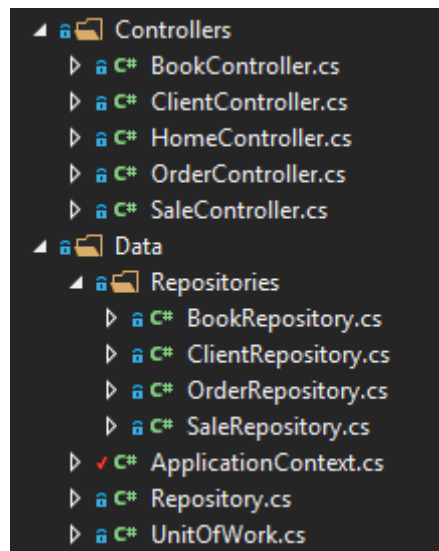 Controllers
C# BookController.cs
C# ClientController.cs
C# HomeController.cs
C# OrderController.cs
C# SaleController.cs
Data
Repositories
C# BookRepository.cs
C# ClientRepository.cs
C# OrderRepository.cs
C# SaleRepository.cs
C# ApplicationContext.cs
C# Repository.cs
C# UnitOfWork.cs